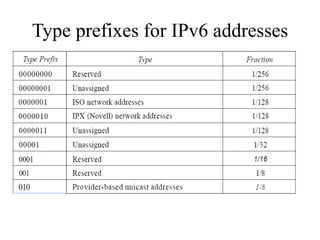 Type prefixes for IPv6 addresses
Type Prefix Type Fraction
00000000 Reserved 1/256
00000001 Unassigned 1/256
0000001 ISO network addresses 1/128
0000010 IPX (Novell) network addresses 1/128
0000011 Unassigned 1/128
00001 Unassigned 1/32
0001 Reserved 1/16
001 Reserved 1/8
010 Provider-based unicast addresses 1/8